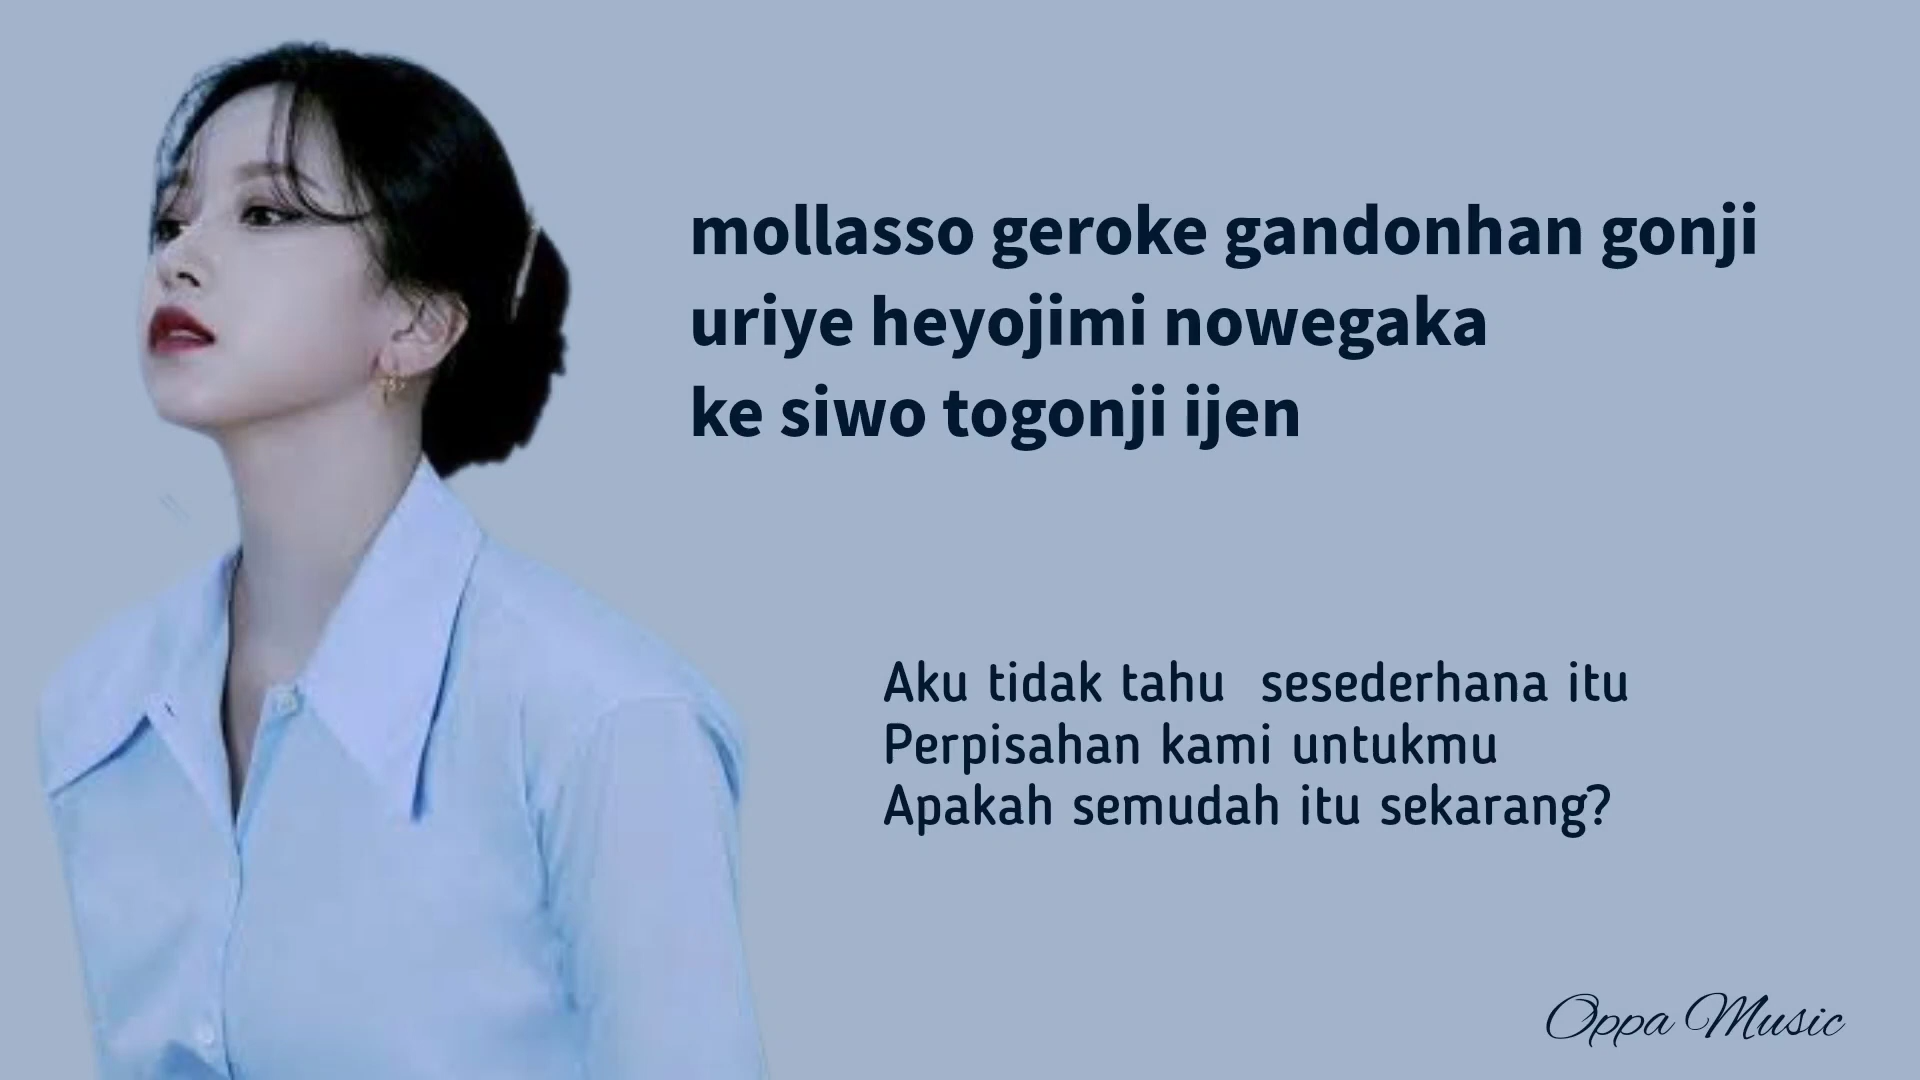 mollasso geroke gandonhan gonji
uriye heyojimi nowegaka
ke siwo togonji ijen
Aku tidak tahu  sesederhana itu
Perpisahan kami untukmu
Apakah semudah itu sekarang?
Oppa Music